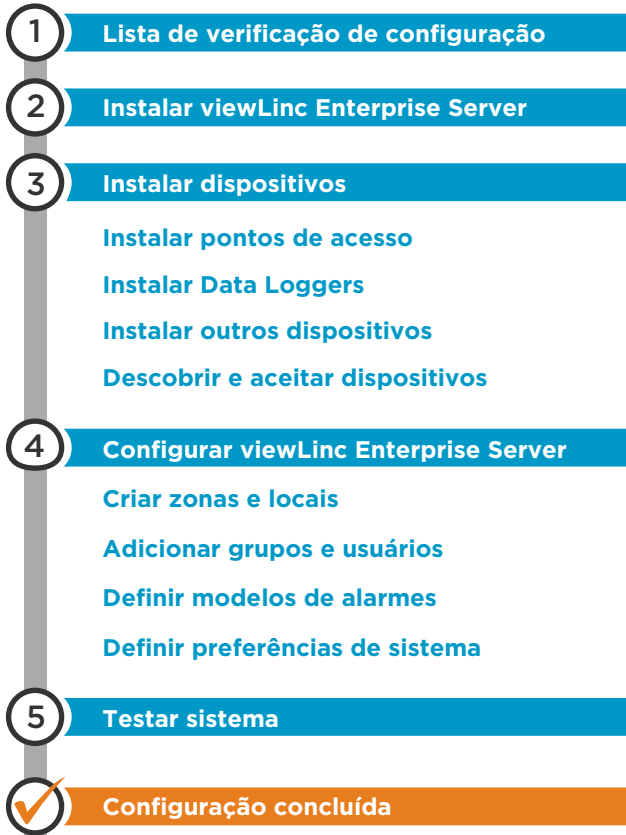 1 Lista de verificação de configuração
2 Instalar viewLinc Enterprise Server
3 Instalar dispositivos
Instalar pontos de acesso
Instalar Data Loggers
Instalar outros dispositivos
Descobrir e aceitar dispositivos
4 Configurar viewLinc Enterprise Server
Criar zonas e locais
Adicionar grupos e usuários
Definir modelos de alarmes
Definir preferências de sistema
5 Testar sistema
Configuração concluída